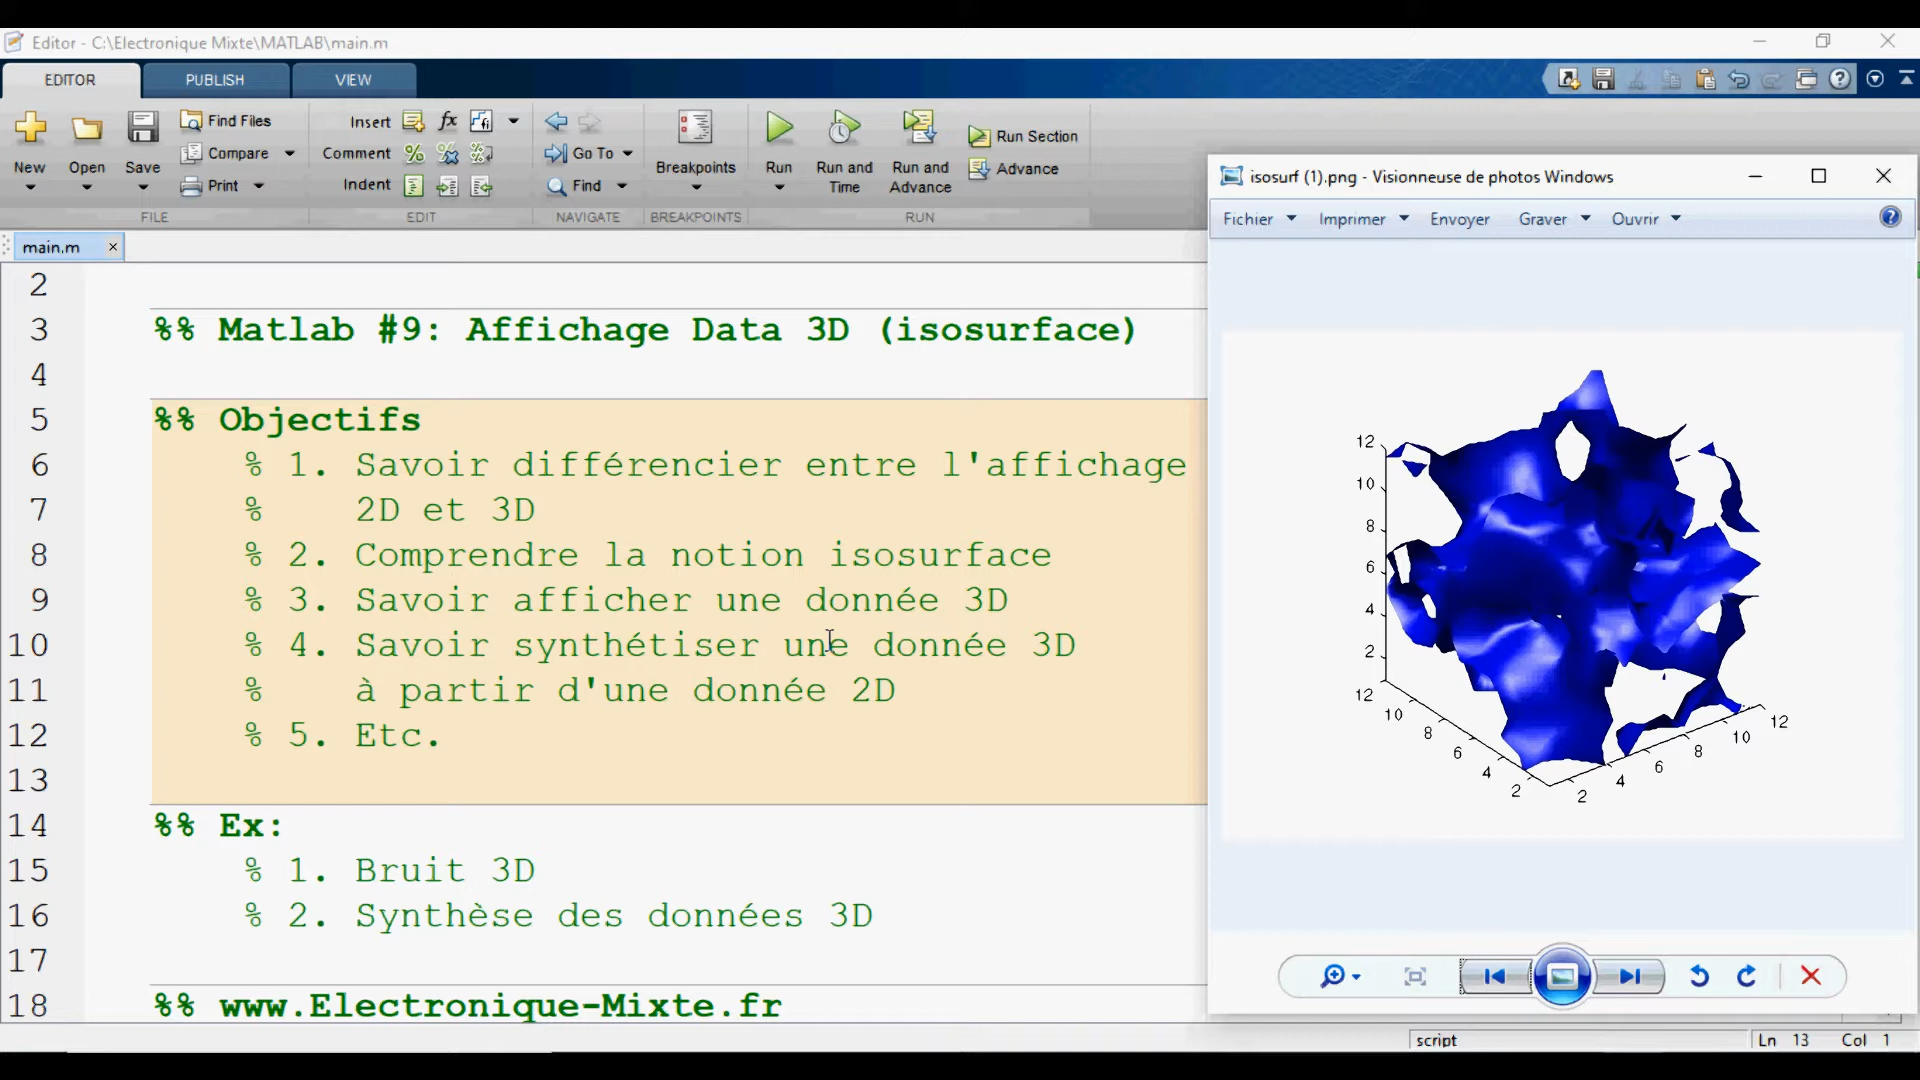 Editor - C:\Electronique Mixte\MATLAB\main.m
EDITOR PUBLISH VIEW
New Open Save Find Files Compare Print
Insert fx fi
Comment
Indent
Go To
Find
Breakpoints
Run Run and Time Run and Advance Run Section Advance
FILE EDIT NAVIGATE BREAKPOINTS RUN
main.m
2
3 %% Matlab #9: Affichage Data 3D (isosurface)
4
5 %% Objectifs
6 % 1. Savoir différencier entre l'affichage
7 % 2D et 3D
8 % 2. Comprendre la notion isosurface
9 % 3. Savoir afficher une donnée 3D
10 % 4. Savoir synthétiser une donnée 3D
11 % à partir d'une donnée 2D
12 % 5. Etc.
13
14 %% Ex:
15 % 1. Bruit 3D
16 % 2. Synthèse des données 3D
17
18 %% www.Electronique-Mixte.fr
isosurf (1).png - Visionneuse de photos Windows
Fichier Imprimer Envoyer Graver Ouvrir
12
10
8
6
4
2
12 10 8 6 4 2
2 4 6 8 10 12
script Ln 13 Col 1